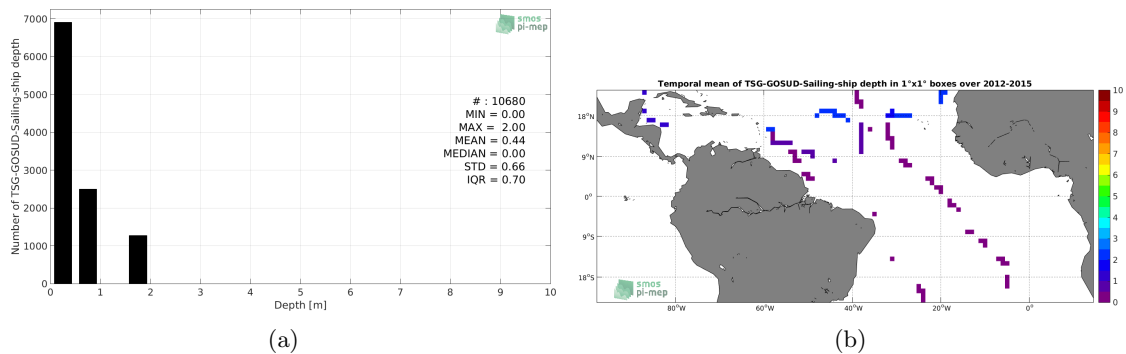 smos
pi-mep
Number of TSG-GOSUD-Sailing-ship depth
7000
6000
5000
4000
3000
2000
1000
0
# : 10680
MIN = 0.00
MAX = 2.00
MEAN = 0.44
MEDIAN = 0.00
STD = 0.66
IQR = 0.70
0 1 2 3 4 5 6 7 8 9 10
Depth [m]
(a)
Temporal mean of TSG-GOSUD-Sailing-ship depth in 1°x1° boxes over 2012-2015
18°N
9°N
0°
9°S
18°S
80°W 60°W 40°W 20°W 0°
10
9
8
7
6
5
4
3
2
1
0
smos
pi-mep
(b)